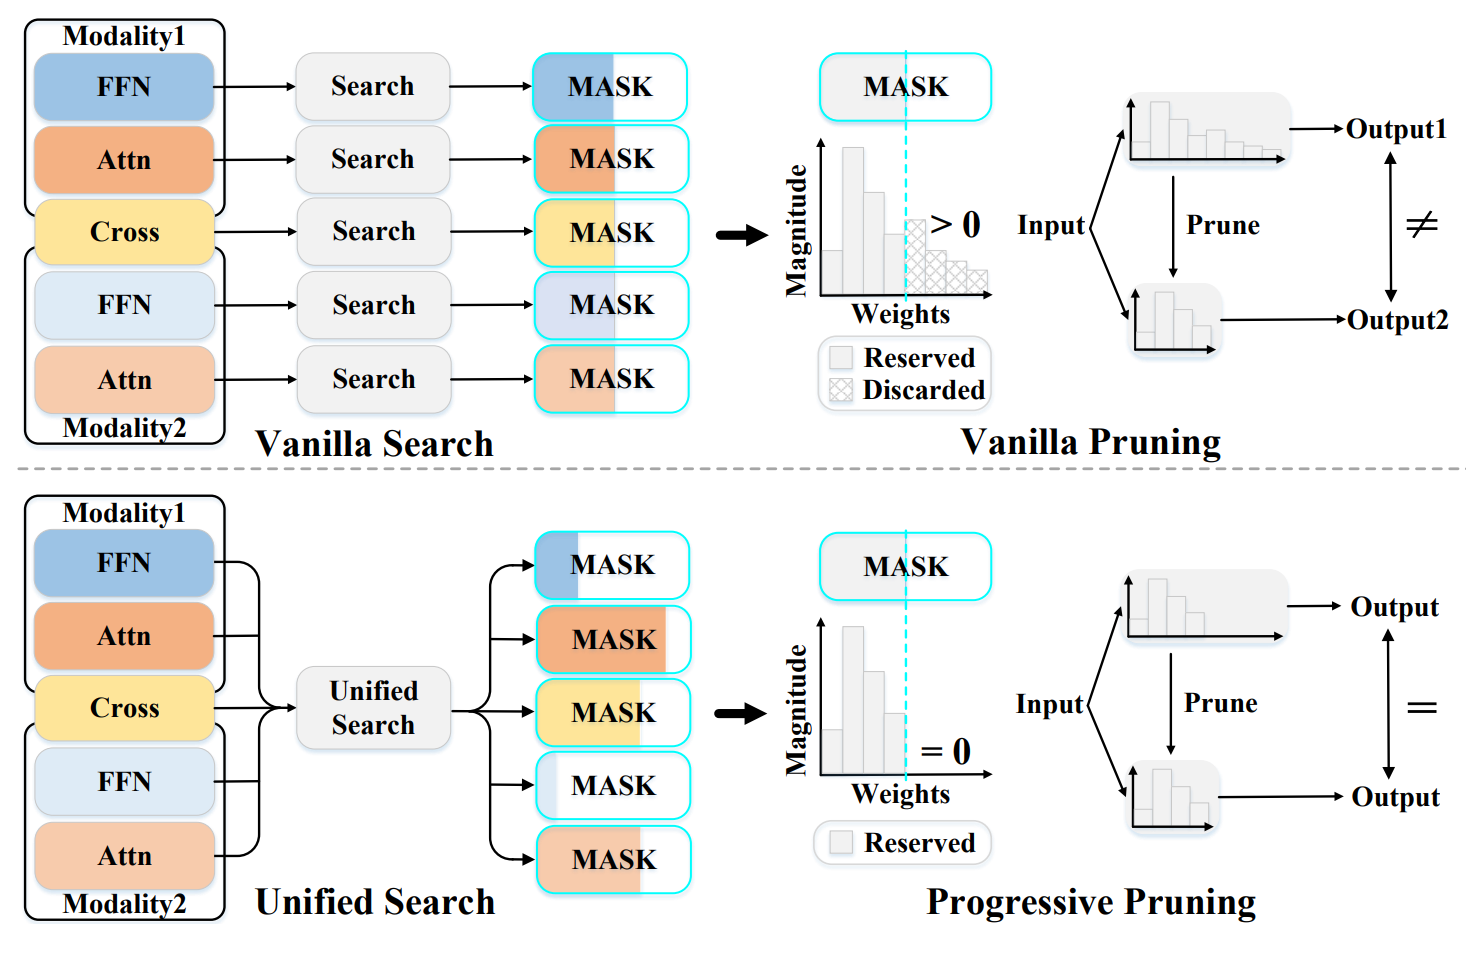 Modality1
FFN
Search
MASK
Attn
Search
MASK
Cross
Search
MASK
FFN
Search
MASK
Attn
Search
MASK
Modality2
Vanilla Search
MASK
Magnitude
> 0
Weights
Reserved
Discarded
Input
Prune
Output1
≠
Output2
Vanilla Pruning
Modality1
FFN
Attn
Cross
FFN
Attn
Modality2
Unified
Search
MASK
MASK
MASK
MASK
MASK
Unified Search
MASK
Magnitude
= 0
Weights
Reserved
Input
Prune
Output
=
Output
Progressive Pruning